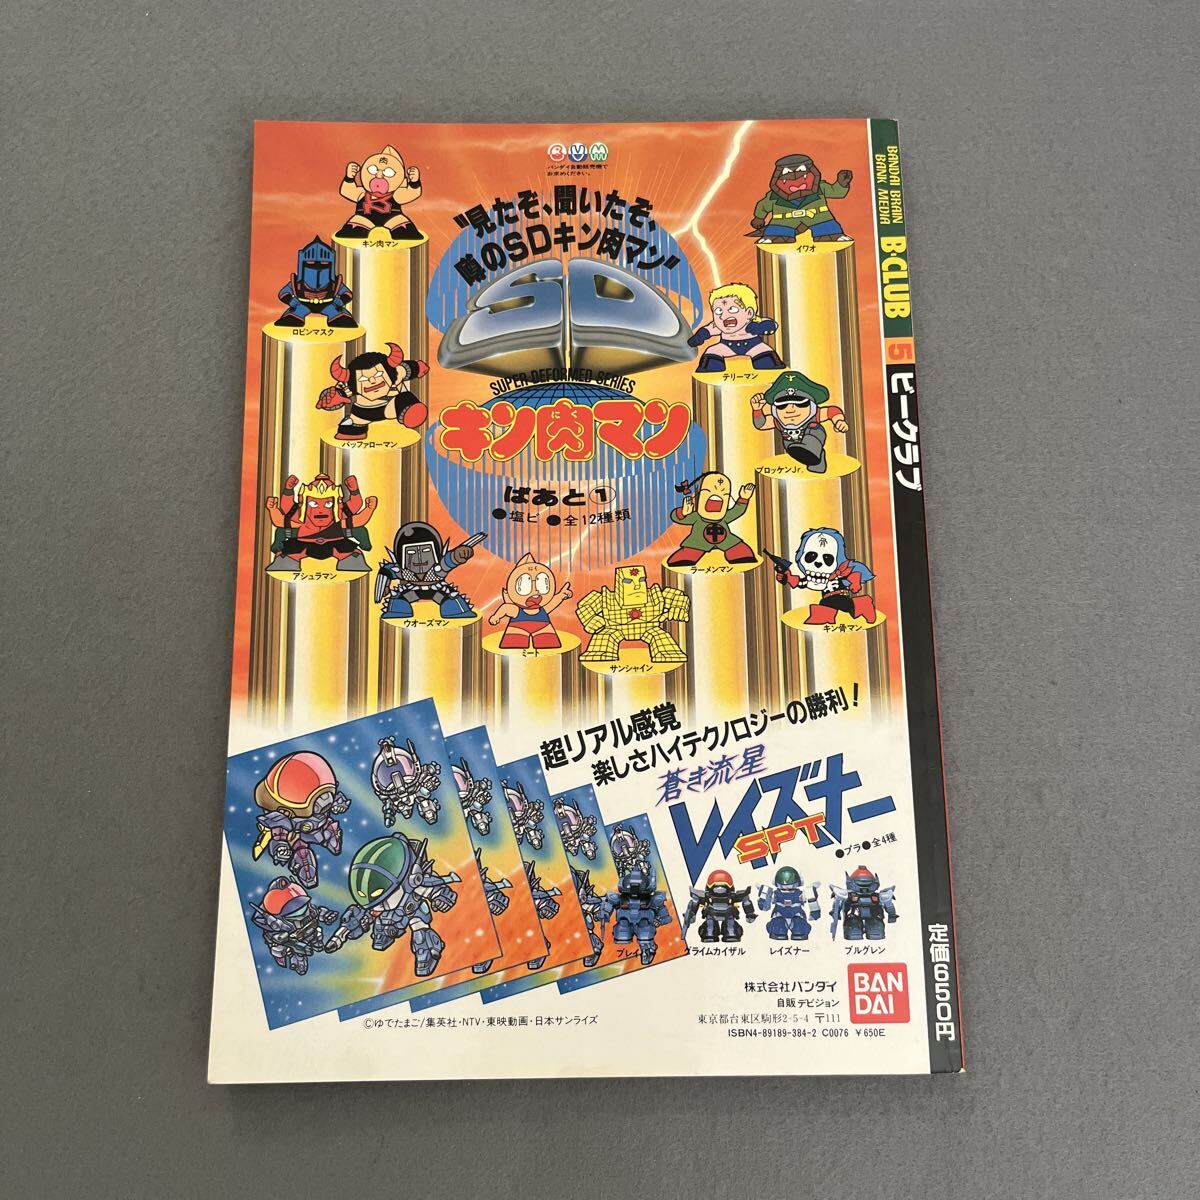 BVM
バンダイ自動販売機で
お求めください。
"見たぞ、聞いたぞ、
噂のSDキン肉マン"
SD
SUPER DEFORMED SERIES
キン肉マン
にく
ぱあと①
●塩ビ●全12種類
キン肉マン
ロビンマスク
バッファローマン
アシュラマン
ウオーズマン
ミート
サンシャイン
イワオ
テリーマン
ブロッケンJr.
ラーメンマン
キン骨マン
超リアル感覚
楽しさハイテクノロジーの勝利!
蒼き流星
SPT
レイズナー
●プラ●全4種
グライムカイザル
レイズナー
ブルグレン
株式会社バンダイ
自販デビジョン
東京都台東区駒形2-5-4 〒111
ISBN4-89189-384-2 C0076 ¥650E
BAN
DAI
©ゆでたまご/集英社・NTV・東映動画・日本サンライズ
BANDAI BRAIN
BANK MEDIA
B-CLUB
5
ビークラブ
定価650円